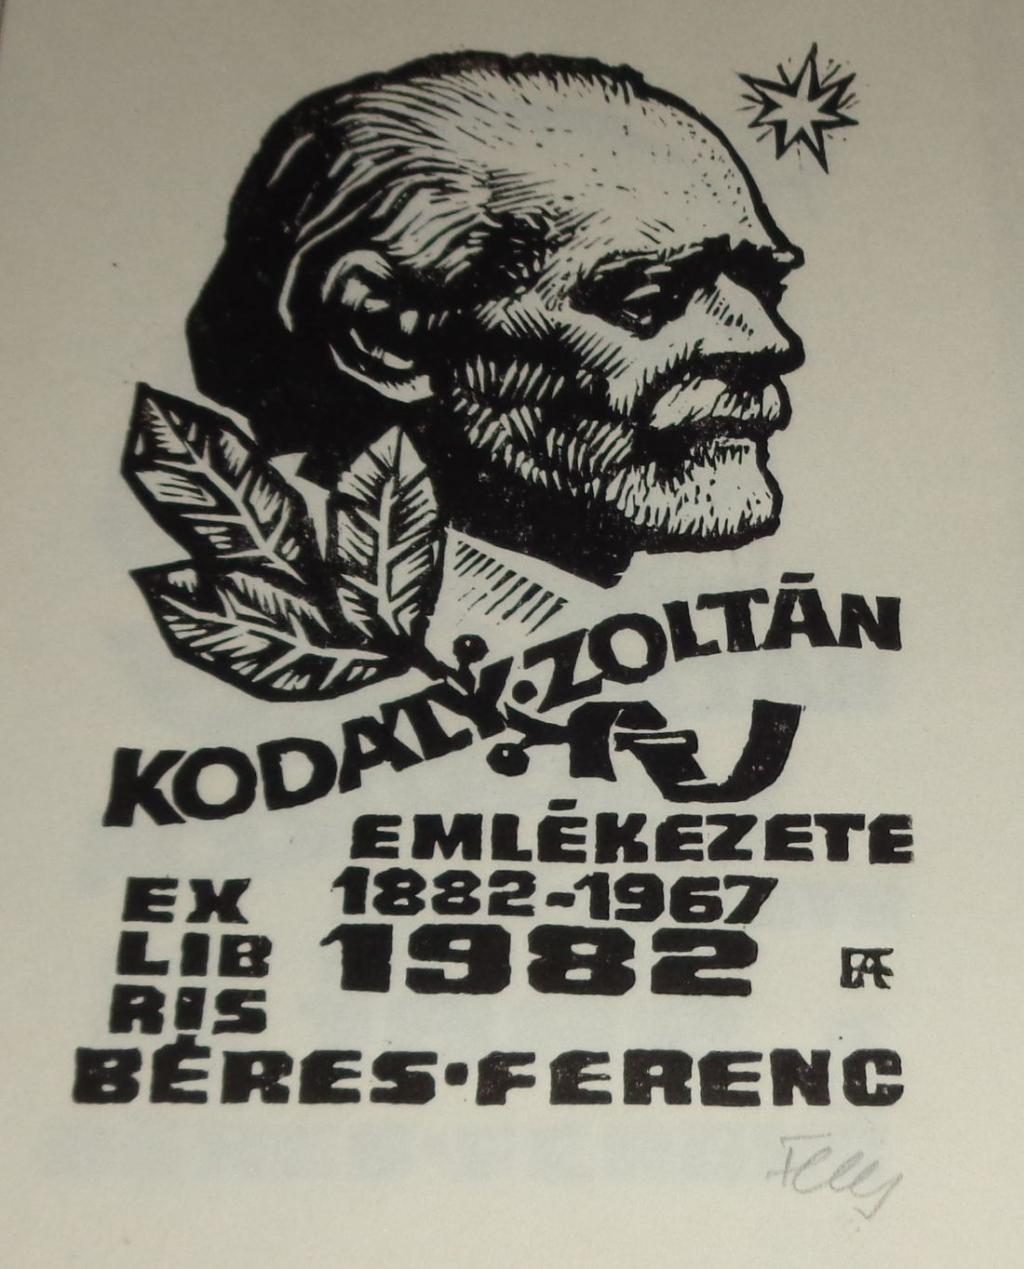 KODÁLY·ZOLTÁN
EMLÉKEZETE
1882-1967
1982
EX
LIB
RIS
BÉRES·FERENC